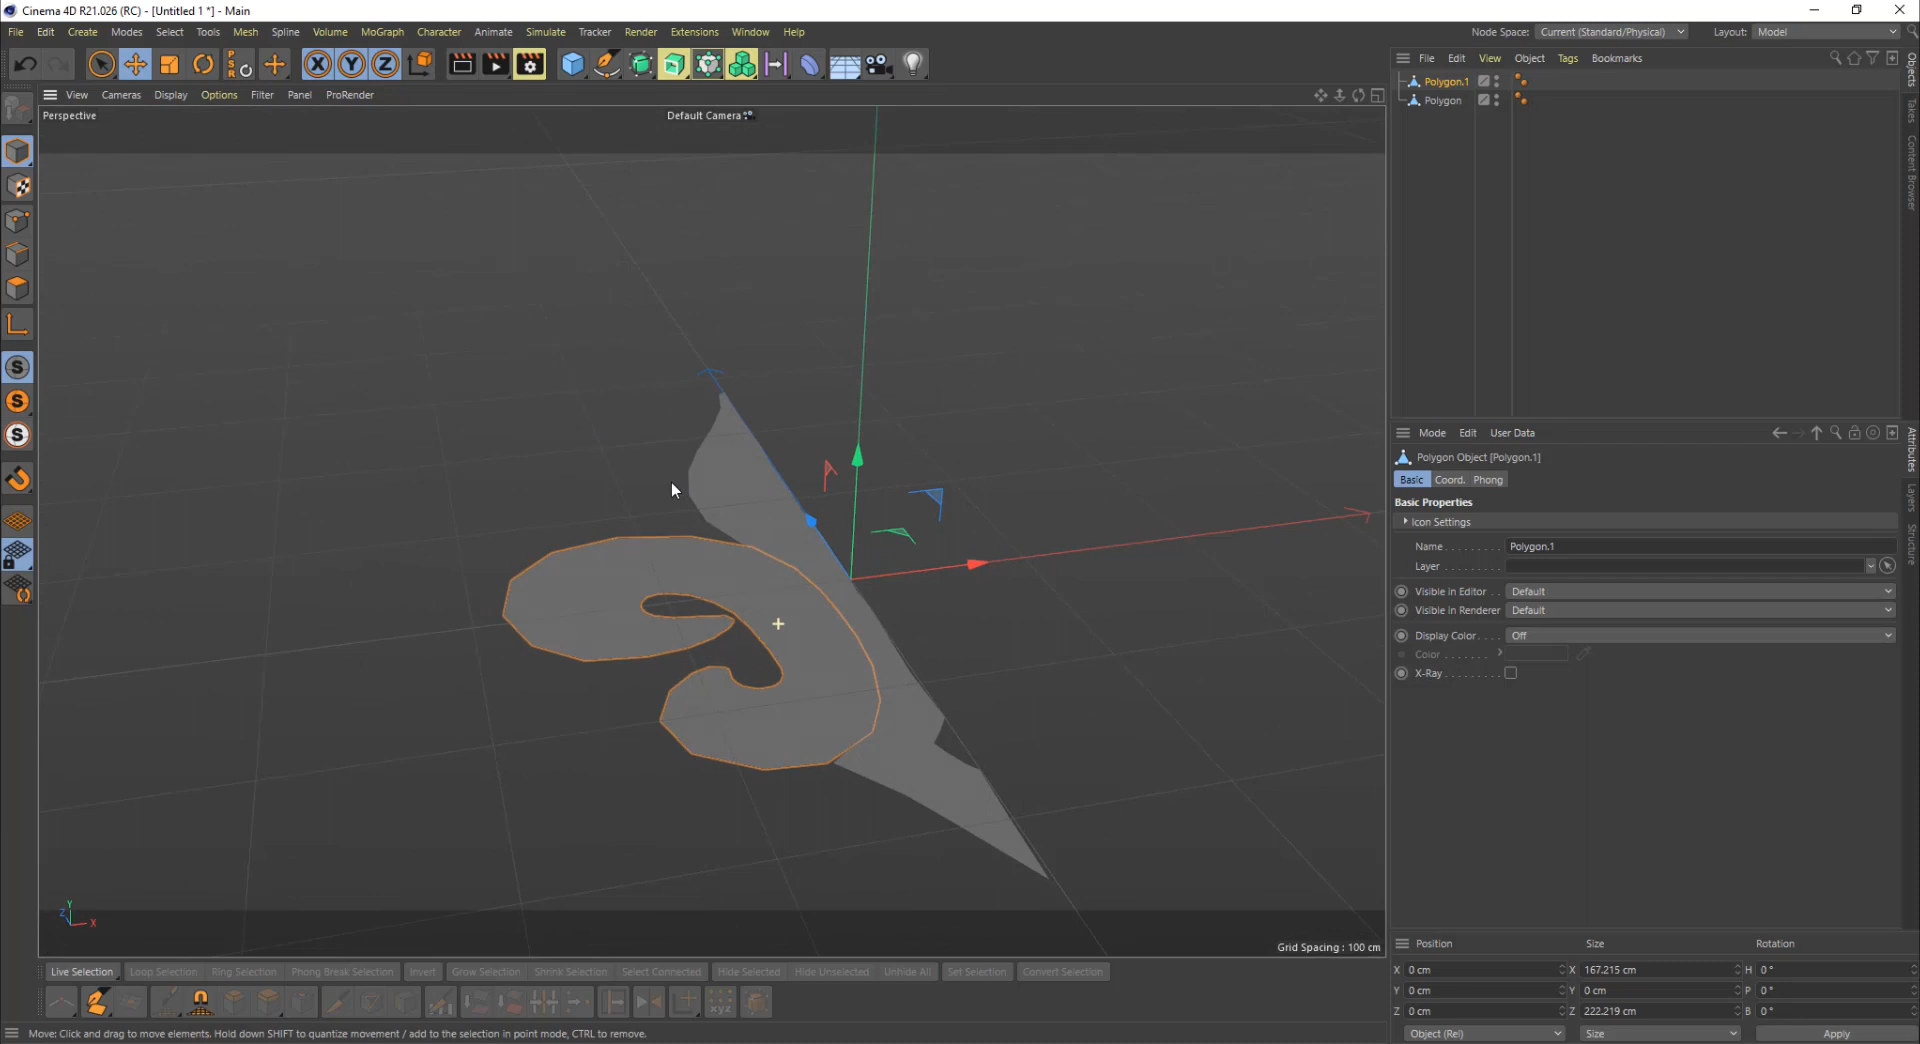 Cinema 4D R21.026 (RC) - [Untitled 1 *] - Main
File Edit Create Modes Select Tools Mesh Spline Volume MoGraph Character Animate Simulate Tracker Render Extensions Window Help
Node Space: Current (Standard/Physical) Layout: Model
X Y Z
File Edit View Object Tags Bookmarks
Polygon.1
Polygon
View Cameras Display Options Filter Panel ProRender
Perspective
Default Camera
Objects
Takes
Content Browser
Mode Edit User Data
Polygon Object [Polygon.1]
Basic Coord. Phong
Basic Properties
Icon Settings
Name Polygon.1
Layer
Visible in Editor Default
Visible in Renderer Default
Display Color Off
Color
X-Ray
Attributes
Layers
Structure
Y
Z
X
Grid Spacing : 100 cm
Position Size Rotation
X 0 cm X 167.215 cm H 0 °
Y 0 cm Y 0 cm P 0 °
Z 0 cm Z 222.219 cm B 0 °
Object (Rel) Size Apply
Live Selection Loop Selection Ring Selection Phong Break Selection Invert Grow Selection Shrink Selection Select Connected Hide Selected Hide Unselected Unhide All Set Selection Convert Selection
xyz
Move: Click and drag to move elements. Hold down SHIFT to quantize movement / add to the selection in point mode, CTRL to remove.